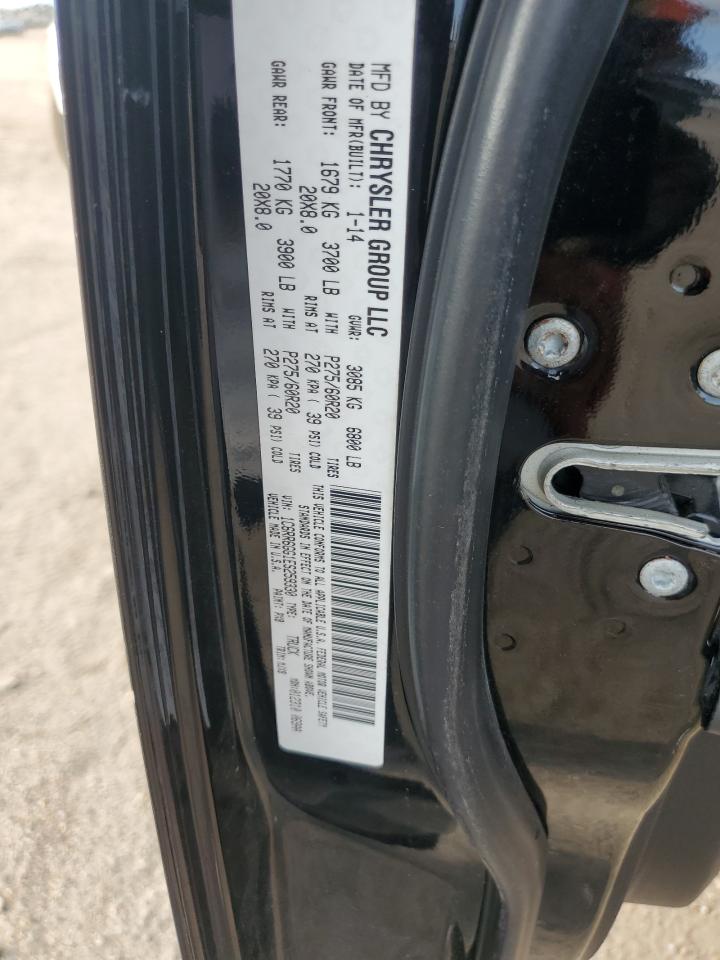 MFD BY CHRYSLER GROUP LLC
DATE OF MFR(BUILT): 1-14 GVWR: 3085 KG 6800 LB
GAWR FRONT: 1679 KG 3700 LB WITH P275/60R20 TIRES
20X8.0 RIMS AT 270 KPA ( 39 PSI) COLD
GAWR REAR: 1770 KG 3900 LB WITH P275/60R20 TIRES
20X8.0 RIMS AT 270 KPA ( 39 PSI) COLD
THIS VEHICLE CONFORMS TO ALL APPLICABLE U.S.A. FEDERAL MOTOR VEHICLE SAFETY
STANDARDS IN EFFECT ON THE DATE OF MANUFACTURE SHOWN ABOVE.
VIN: 1C6RR6GG1ES259330 TYPE: TRUCK
VEHICLE MADE IN U.S.A. PAINT: TRIM: